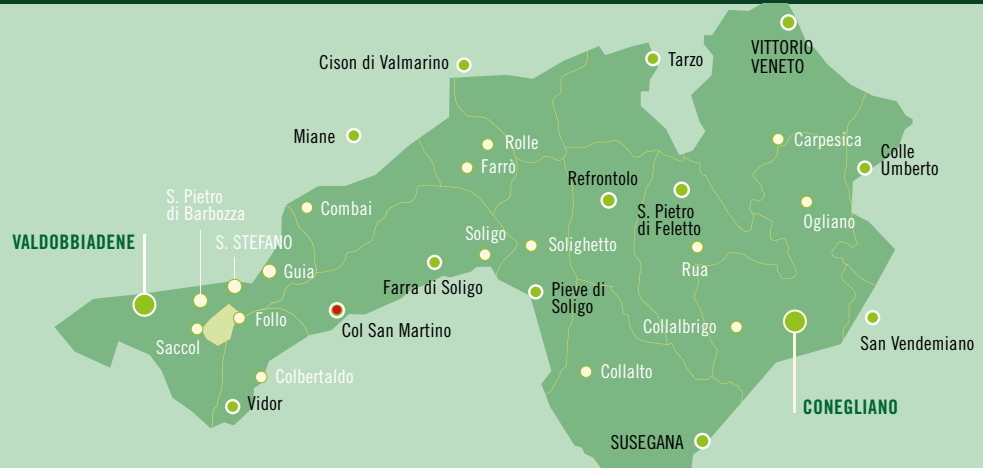 VITTORIO
VENETO
Cison di Valmarino
Tarzo
Miane
Rolle
Carpesica
Farrò
Colle
Umberto
Refrontolo
S. Pietro
di Barbozza
Combai
S. Pietro
di Feletto
Ogliano
VALDOBBIADENE
S. STEFANO
Soligo
Solighetto
Guia
Rua
Farra di Soligo
Pieve di
Soligo
Follo
Col San Martino
Collalbrigo
Saccol
San Vendemiano
Colbertaldo
Collalto
Vidor
CONEGLIANO
SUSEGANA